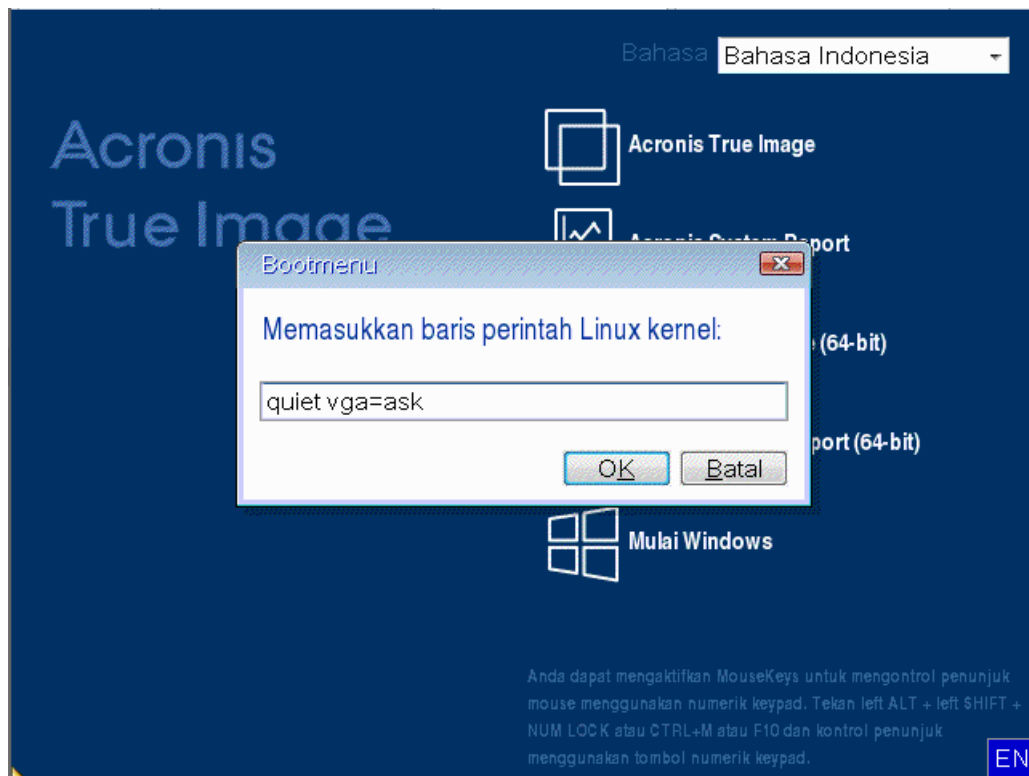 Bahasa Bahasa Indonesia
Acronis
True Image
Acronis True Image
Acronis System Report
Bootmenu
Memasukkan baris perintah Linux kernel:
(64-bit)
quiet vga=ask
port (64-bit)
OK Batal
Mulai Windows
Anda dapat mengaktifkan MouseKeys untuk mengontrol penunjuk
mouse menggunakan numerik keypad. Tekan left ALT + left SHIFT +
NUM LOCK atau CTRL+M atau F10 dan kontrol penunjuk
menggunakan tombol numerik keypad.
EN